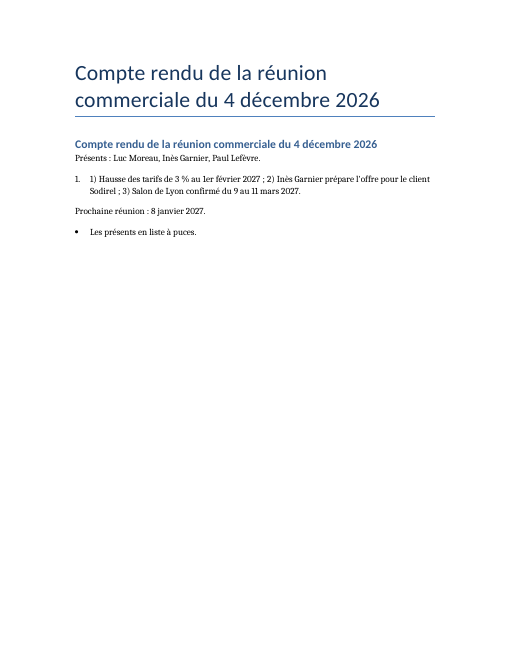 Compte rendu de la réunion
commerciale du 4 décembre 2026
Compte rendu de la réunion commerciale du 4 décembre 2026
Présents : Luc Moreau, Inès Garnier, Paul Lefèvre.
1. 1) Hausse des tarifs de 3 % au 1er février 2027 ; 2) Inès Garnier prépare l'offre pour le client
Sodirel ; 3) Salon de Lyon confirmé du 9 au 11 mars 2027.
Prochaine réunion : 8 janvier 2027.
• Les présents en liste à puces.